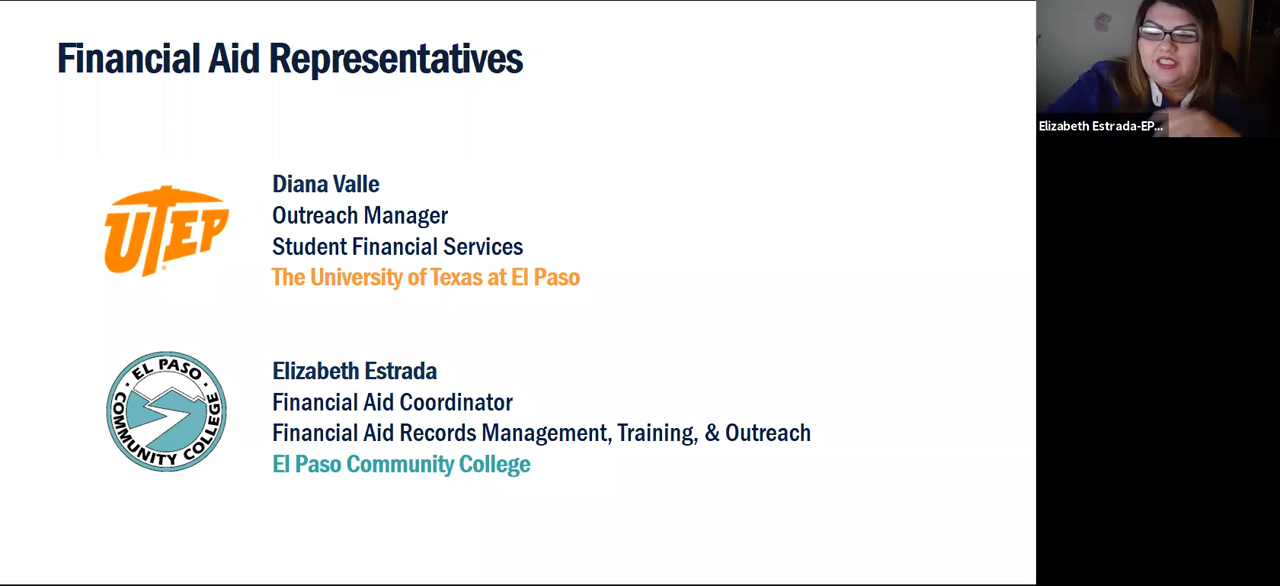 Financial Aid Representatives
UTEP
Diana Valle
Outreach Manager
Student Financial Services
The University of Texas at El Paso
EL PASO
COMMUNITY COLLEGE
Elizabeth Estrada
Financial Aid Coordinator
Financial Aid Records Management, Training, & Outreach
El Paso Community College
Elizabeth Estrada-EP...